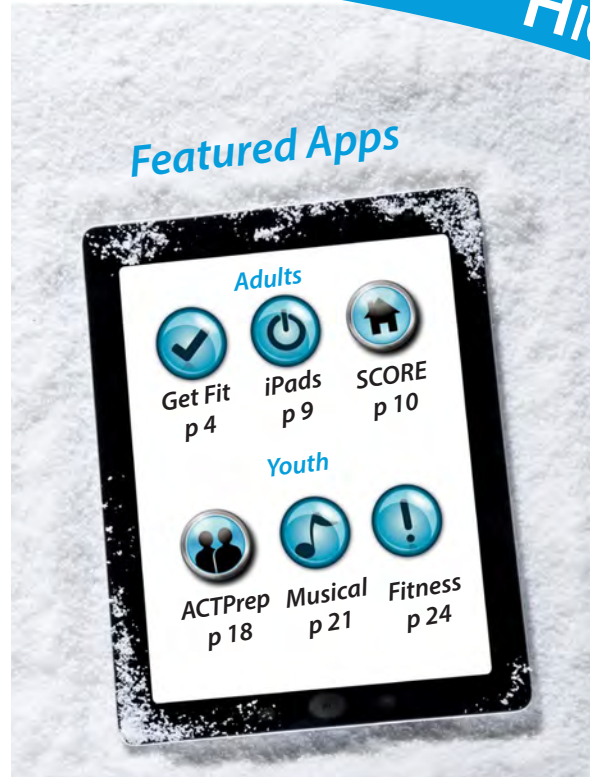 Featured Apps
Adults
Get Fit iPads SCORE
p 4 p 9 p 10
Youth
ACTPrep Musical Fitness
p 18 p 21 p 24